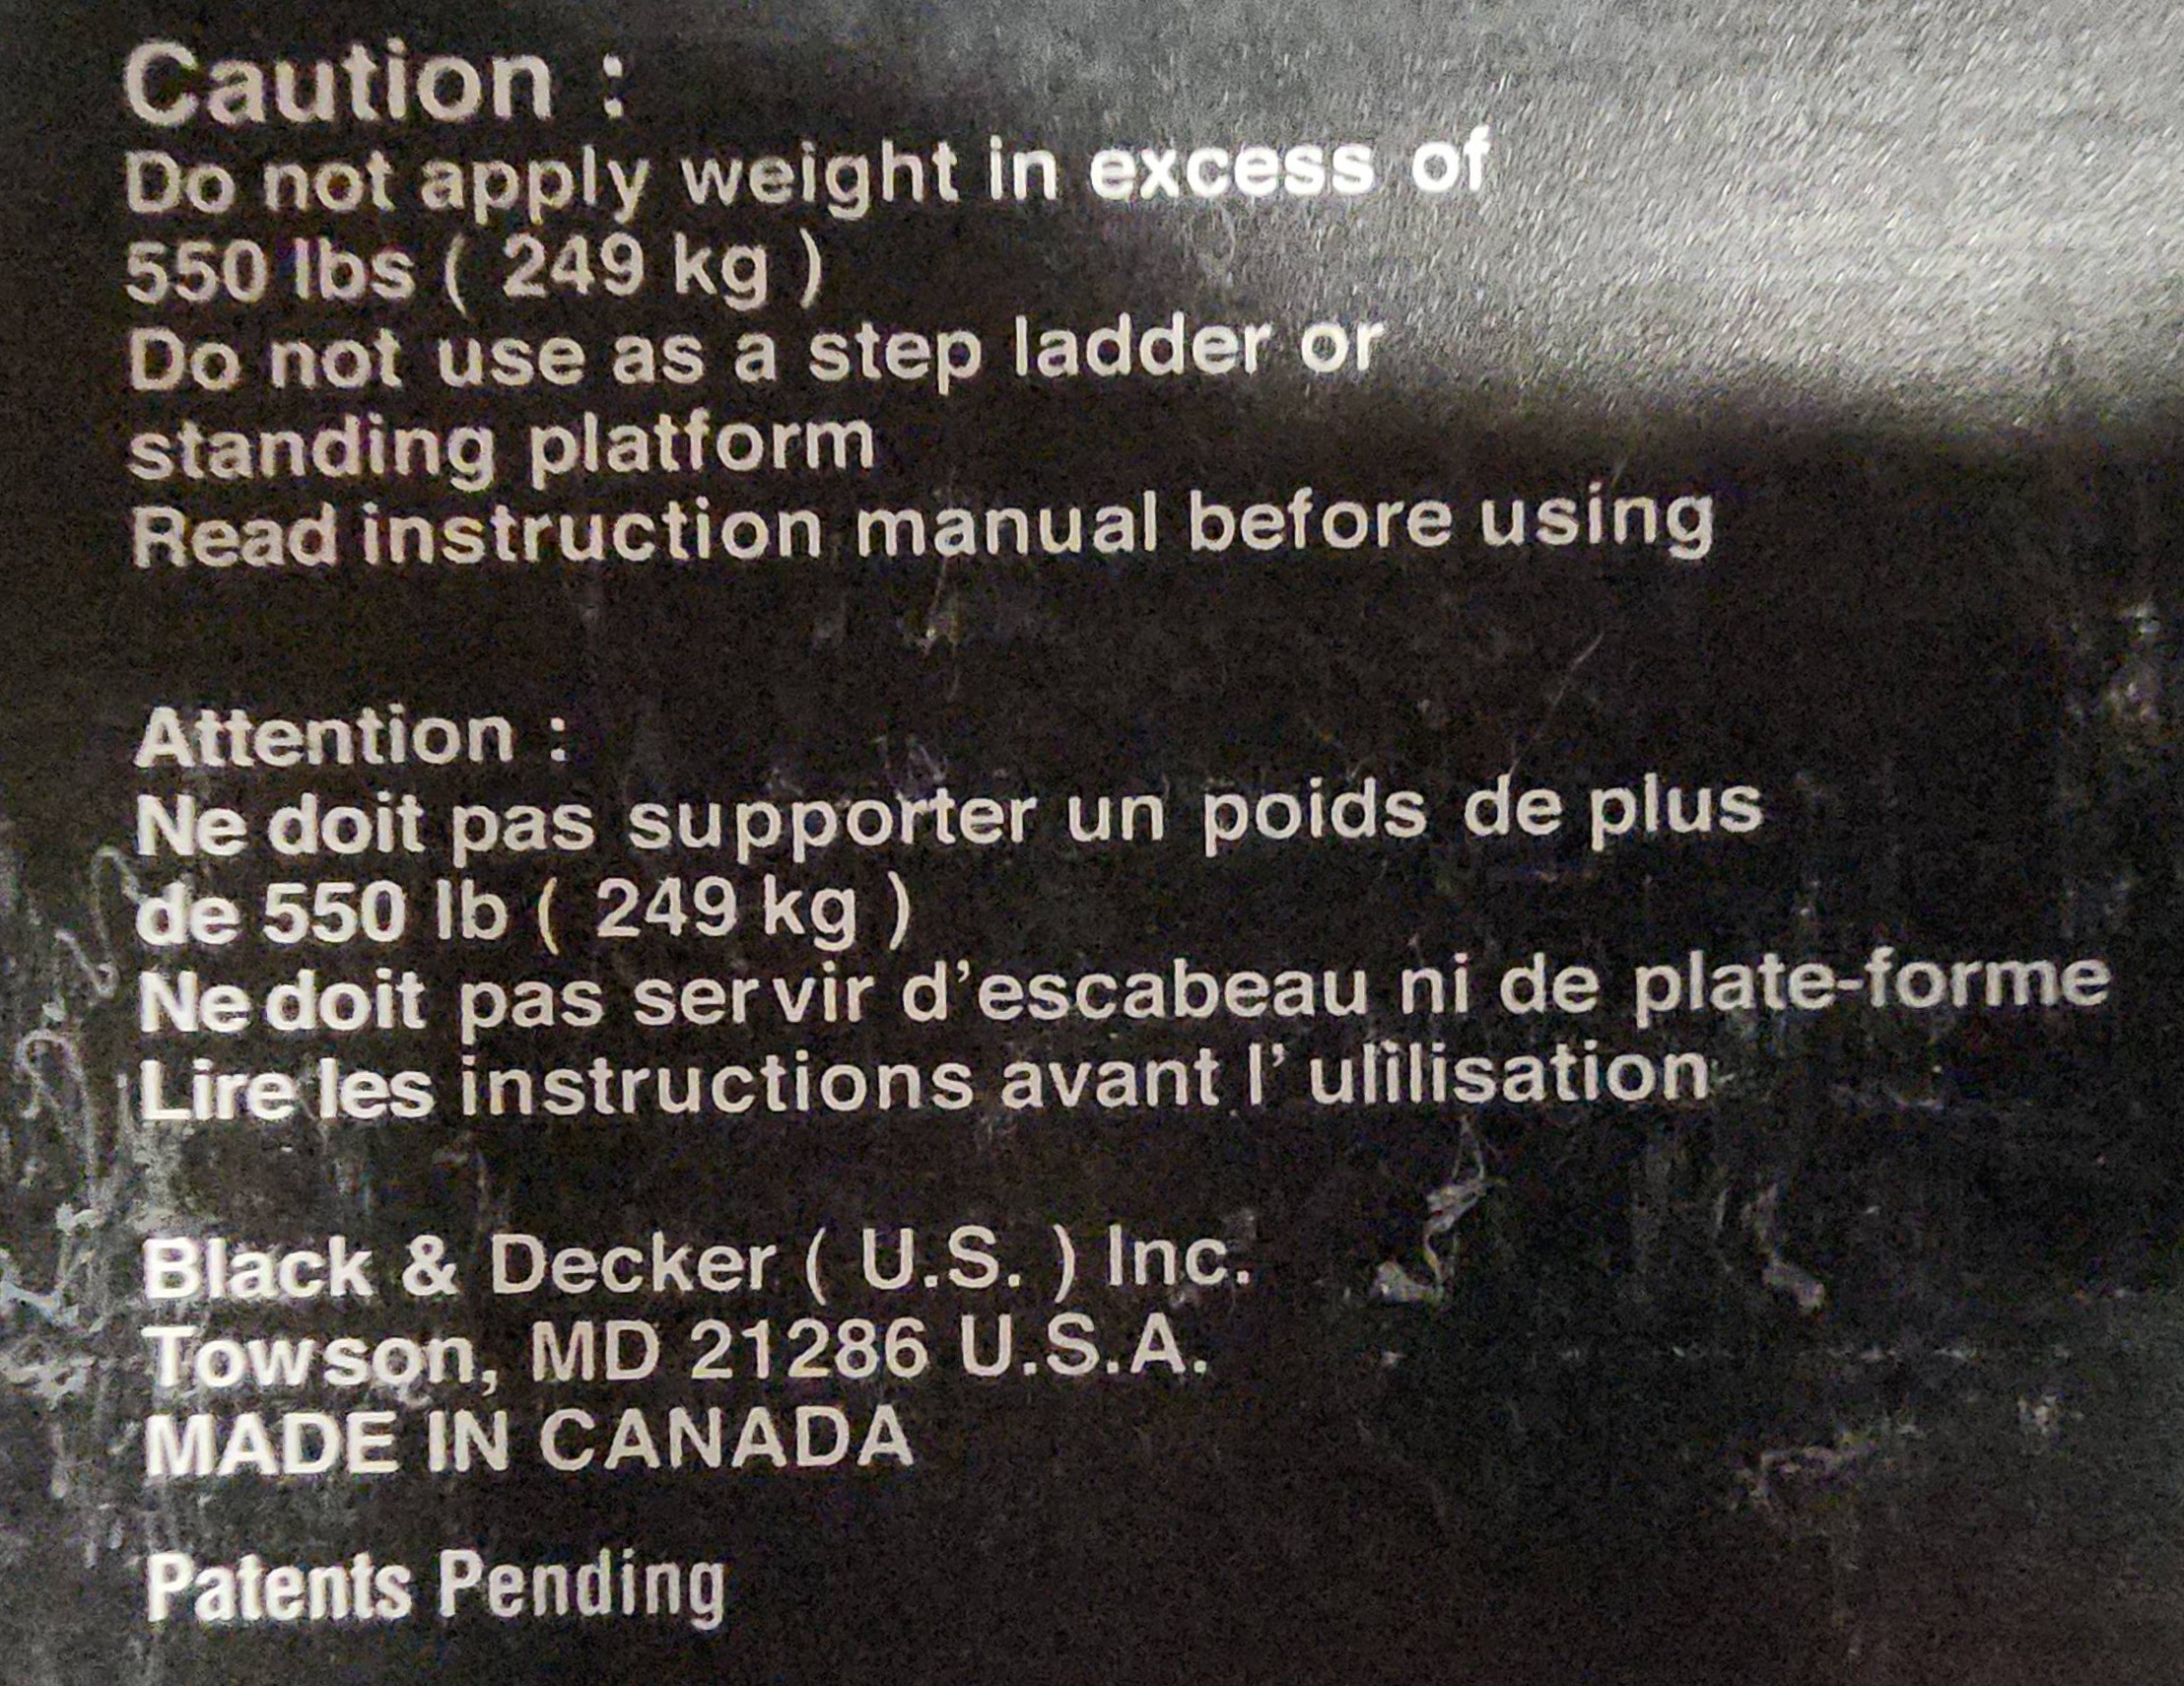 Caution :
Do not apply weight in excess of
550 lbs ( 249 kg )
Do not use as a step ladder or
standing platform
Read instruction manual before using
Attention :
Ne doit pas supporter un poids de plus
de 550 lb ( 249 kg )
Ne doit pas servir d'escabeau ni de plate-forme
Lire les instructions avant l' ulilisation
Black & Decker ( U.S. ) Inc.
Towson, MD 21286 U.S.A.
MADE IN CANADA
Patents Pending